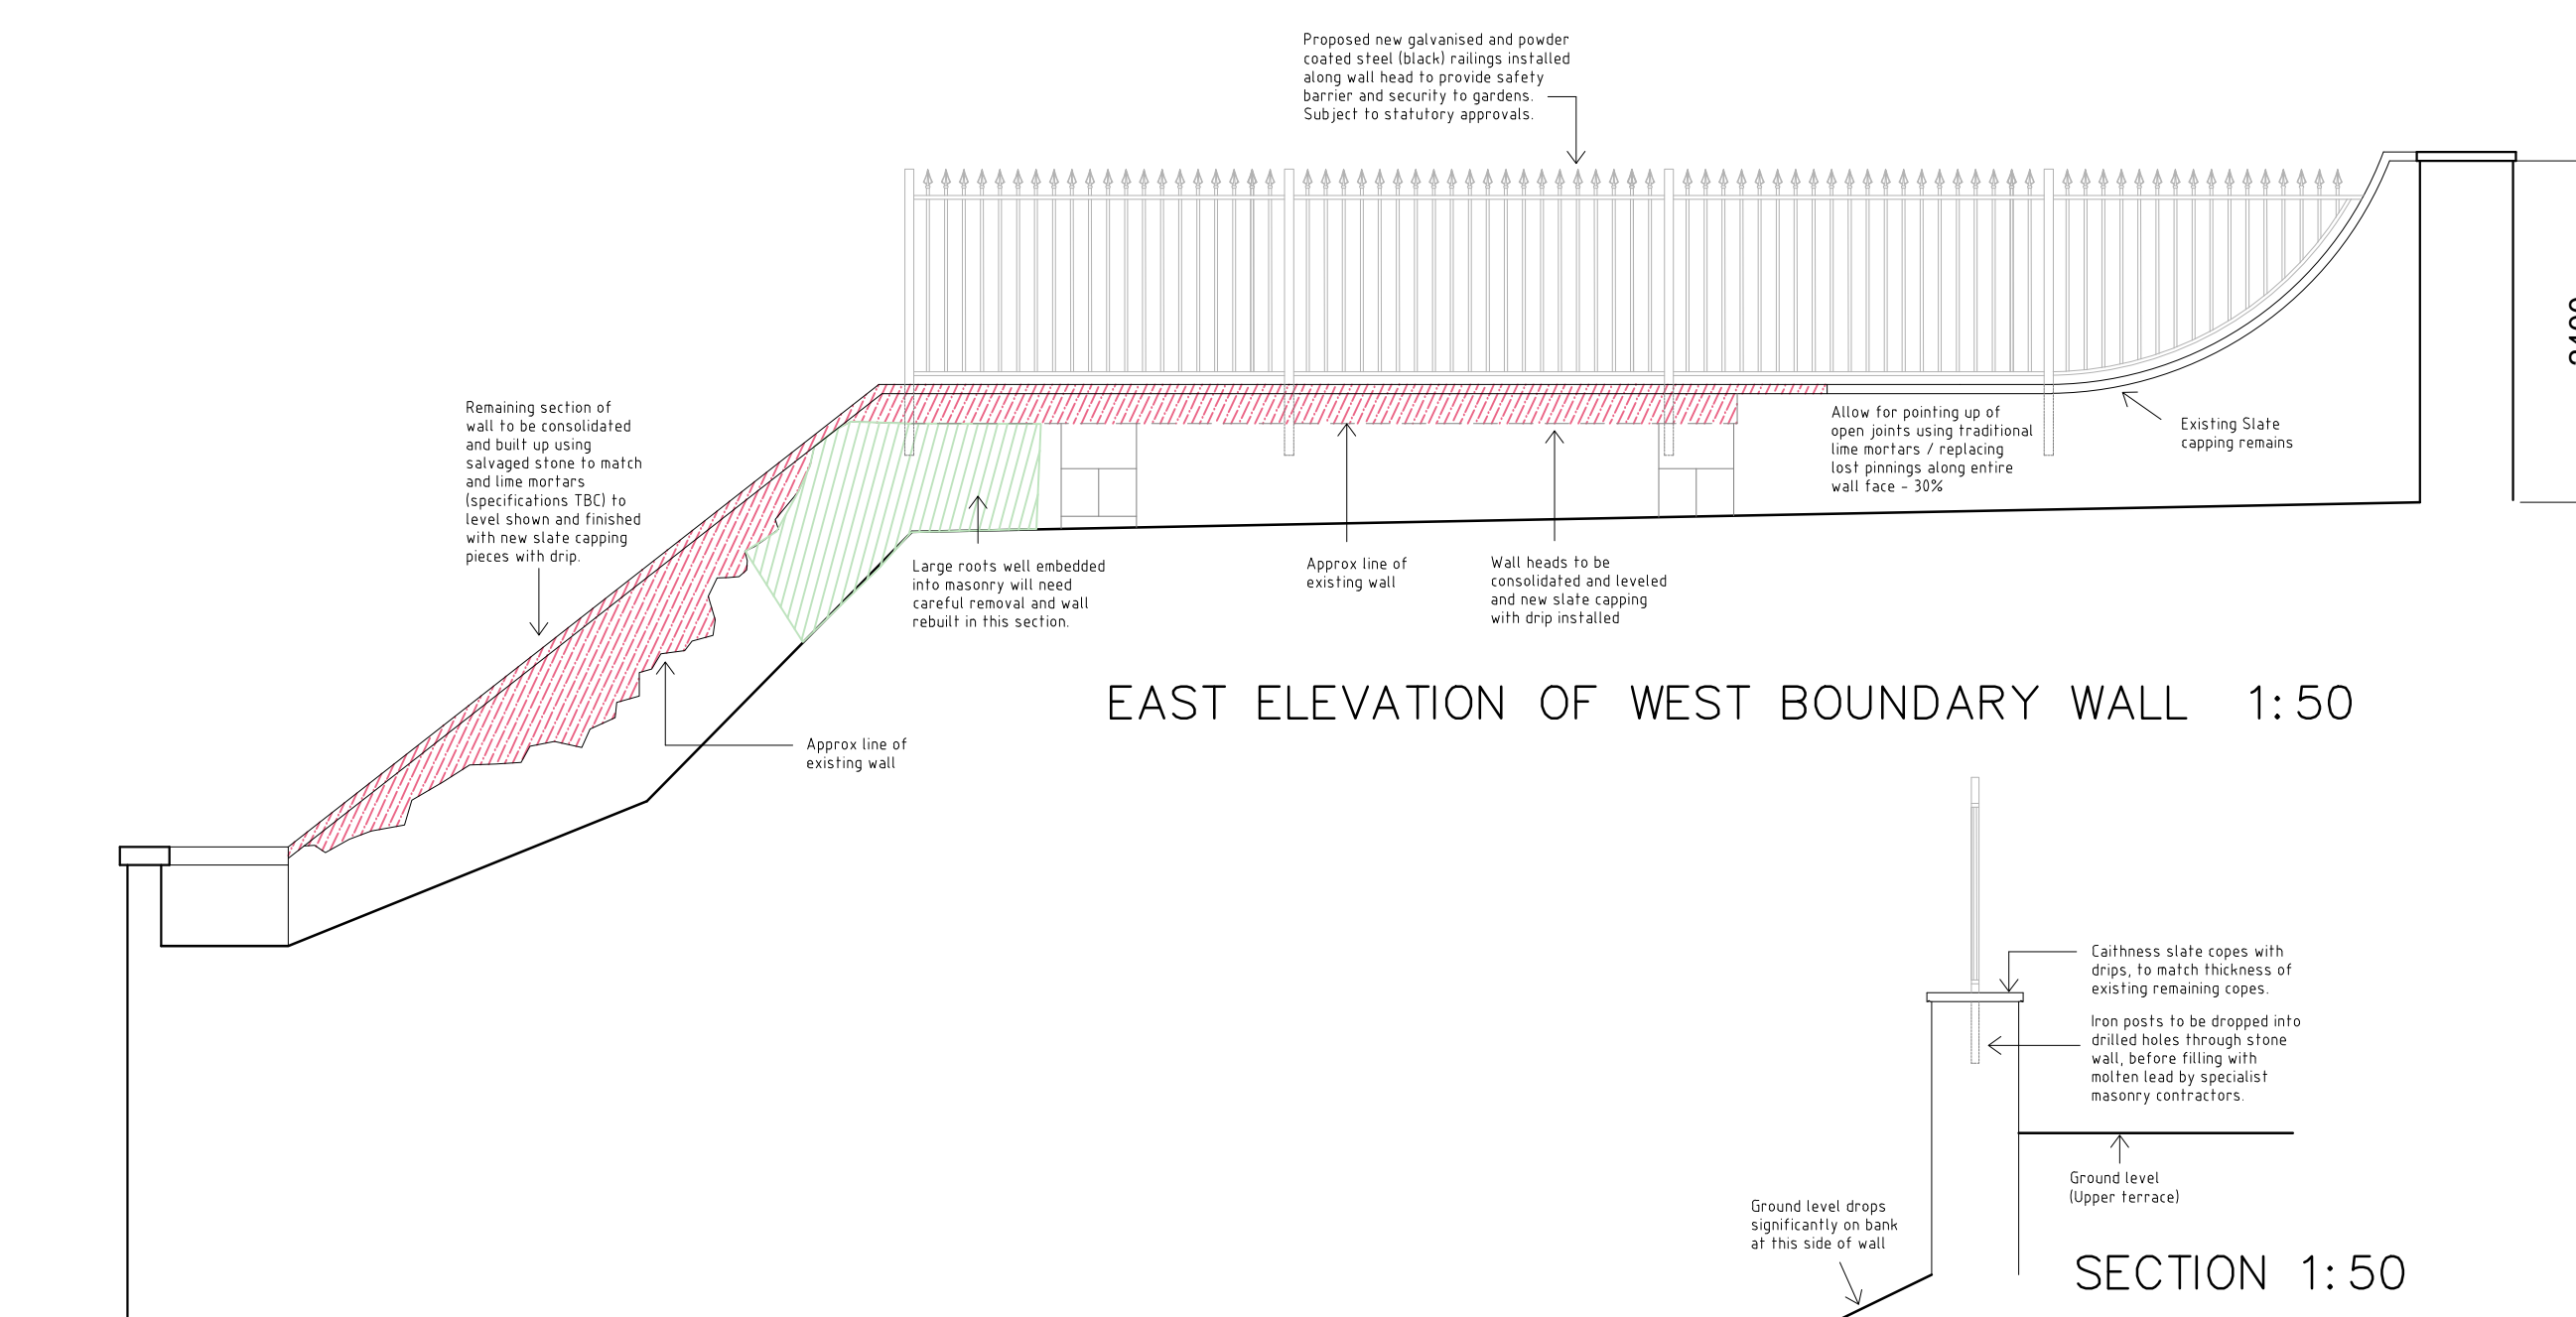 Proposed new galvanised and powder
coated steel (black) railings installed
along wall head to provide safety
barrier and security to gardens.
Subject to statutory approvals.
Remaining section of
wall to be consolidated
and built up using
salvaged stone to match
and lime mortars
(specifications TBC) to
level shown and finished
with new slate capping
pieces with drip.
Allow for pointing up of
open joints using traditional
lime mortars / replacing
lost pinnings along entire
wall face - 30%
Existing Slate
capping remains
Large roots well embedded
into masonry will need
careful removal and wall
rebuilt in this section.
Approx line of
existing wall
Wall heads to be
consolidated and leveled
and new slate capping
with drip installed
EAST ELEVATION OF WEST BOUNDARY WALL 1:50
Approx line of
existing wall
Caithness slate copes with
drips, to match thickness of
existing remaining copes.
Iron posts to be dropped into
drilled holes through stone
wall, before filling with
molten lead by specialist
masonry contractors.
Ground level
(Upper terrace)
Ground level drops
significantly on bank
at this side of wall
SECTION 1:50